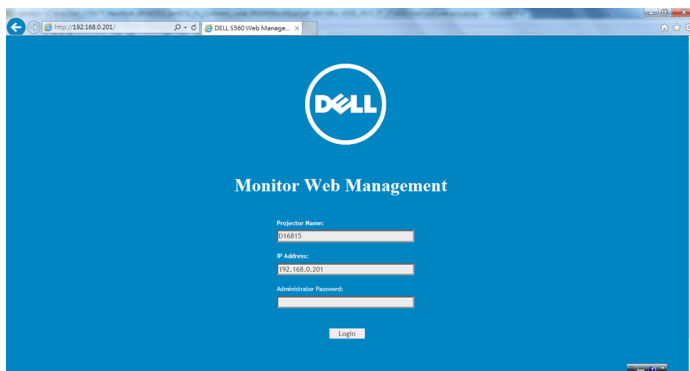 http://192.168.0.201/
DELL S560 Web Manage...
DELL
Monitor Web Management
Projector Name:
D16815
IP Address:
192.168.0.201
Administrator Password:
Login